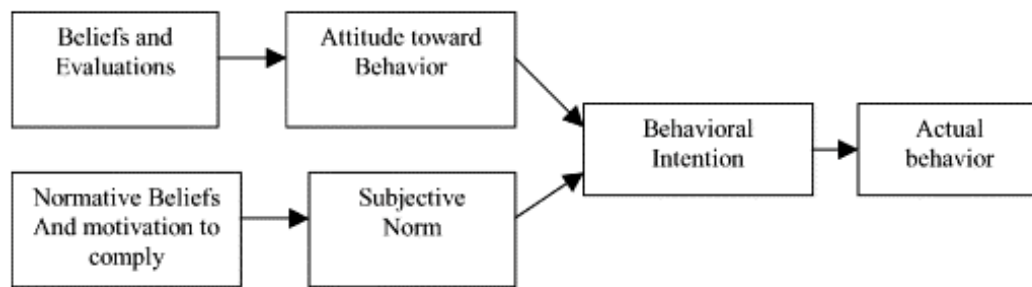 Beliefs and
Evaluations
Attitude toward
Behavior
Behavioral
Intention
Actual
behavior
Normative Beliefs
And motivation to
comply
Subjective
Norm